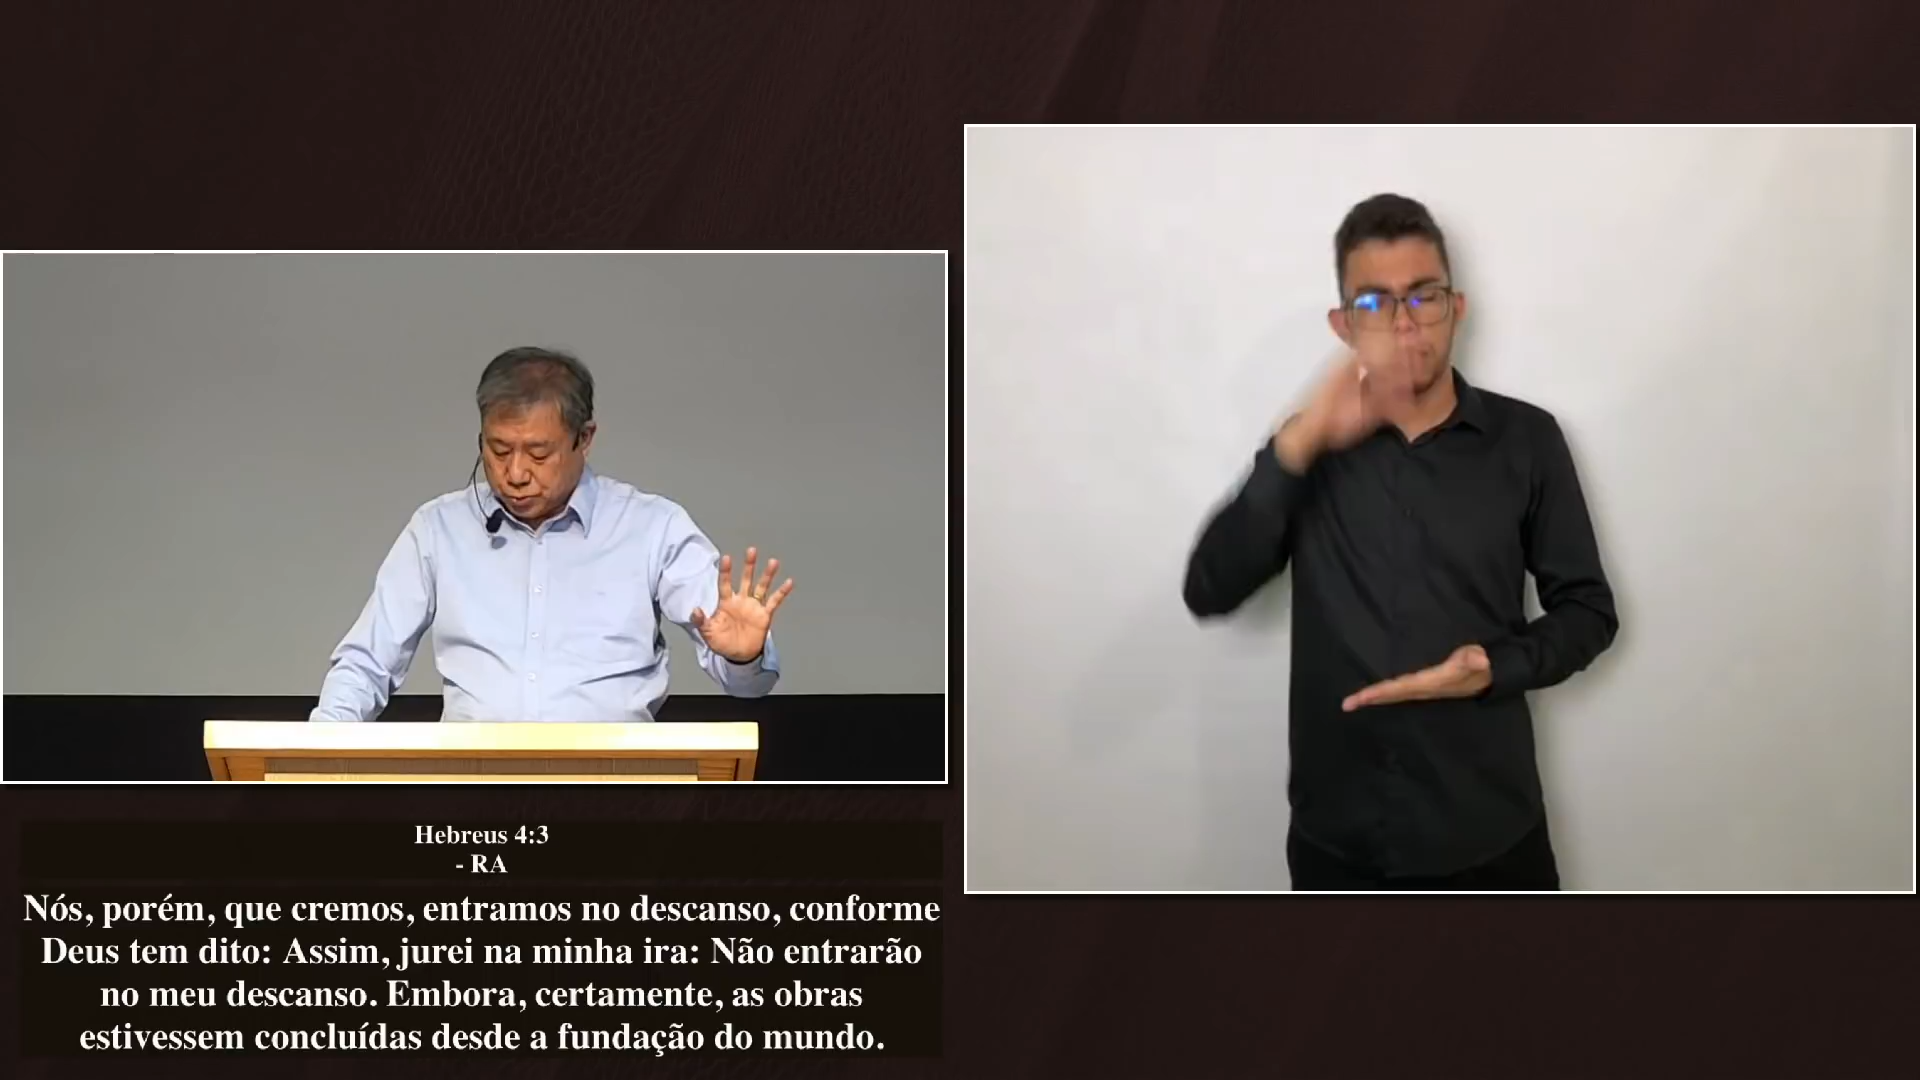 Hebreus 4:3
- RA
Nós, porém, que cremos, entramos no descanso, conforme
Deus tem dito: Assim, jurei na minha ira: Não entrarão
no meu descanso. Embora, certamente, as obras
estivessem concluídas desde a fundação do mundo.